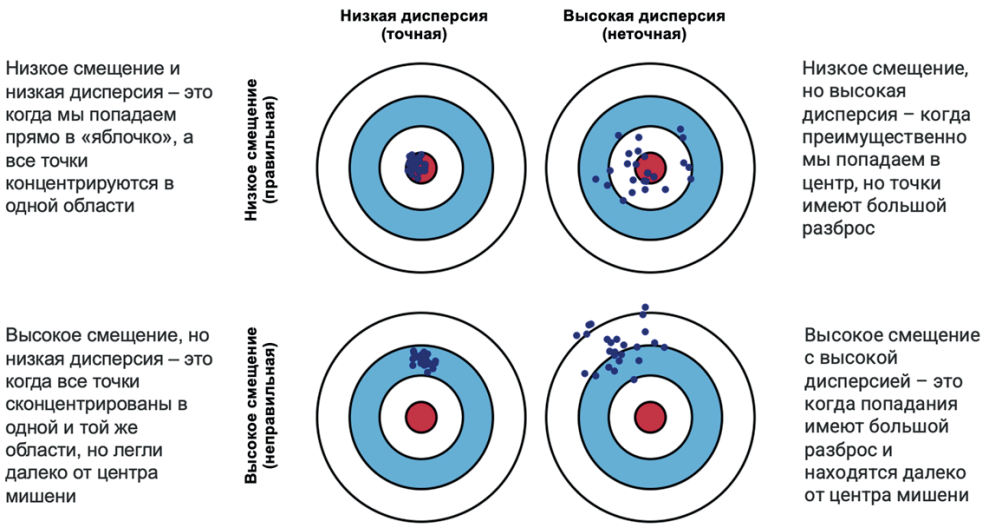 Низкая дисперсия
(точная)
Высокая дисперсия
(неточная)
Низкое смещение и
низкая дисперсия – это
когда мы попадаем
прямо в «яблочко», а
все точки
концентрируются в
одной области
Низкое смещение
(правильная)
Низкое смещение,
но высокая
дисперсия – когда
преимущественно
мы попадаем в
центр, но точки
имеют большой
разброс
Высокое смещение, но
низкая дисперсия – это
когда все точки
сконцентрированы в
одной и той же
области, но легли
далеко от центра
мишени
Высокое смещение
(неправильная)
Высокое смещение
с высокой
дисперсией – это
когда попадания
имеют большой
разброс и
находятся далеко
от центра мишени